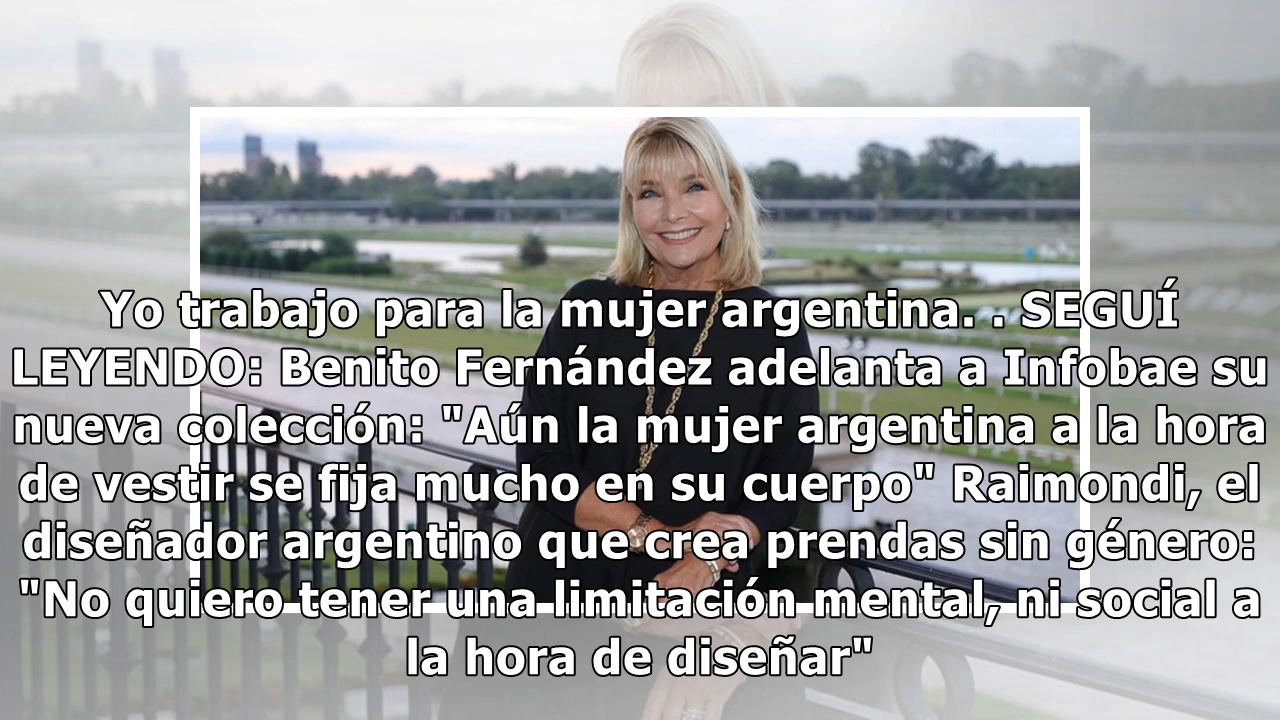 Yo trabajo para la mujer argentina. . SEGUÍ
LEYENDO: Benito Fernández adelanta a Infobae su
nueva colección: "Aún la mujer argentina a la hora
de vestir se fija mucho en su cuerpo" Raimondi, el
diseñador argentino que crea prendas sin género:
"No quiero tener una limitación mental, ni social a
la hora de diseñar"